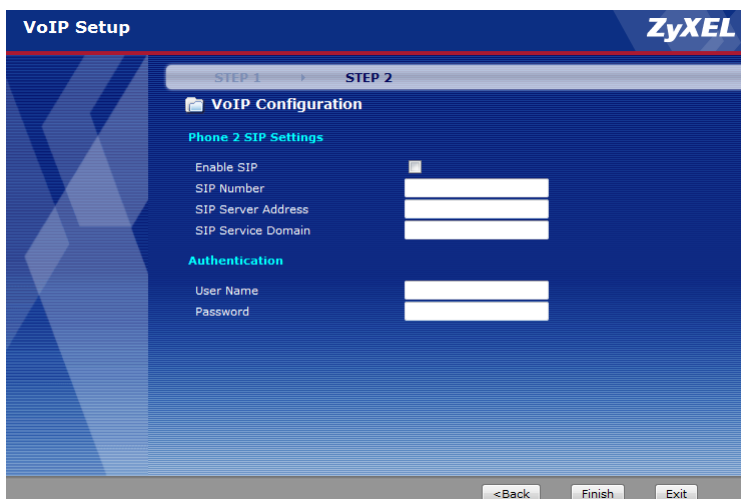 VoIP Setup
ZyXEL
STEP 1 STEP 2
VoIP Configuration
Phone 2 SIP Settings
Enable SIP
SIP Number
SIP Server Address
SIP Service Domain
Authentication
User Name
Password
<Back Finish Exit